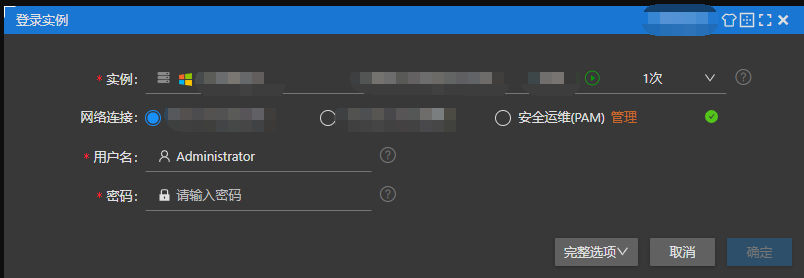 登录实例
* 实例： 1次
网络连接： 安全运维(PAM) 管理
* 用户名： Administrator
* 密码： 请输入密码
完整选项 取消 确定